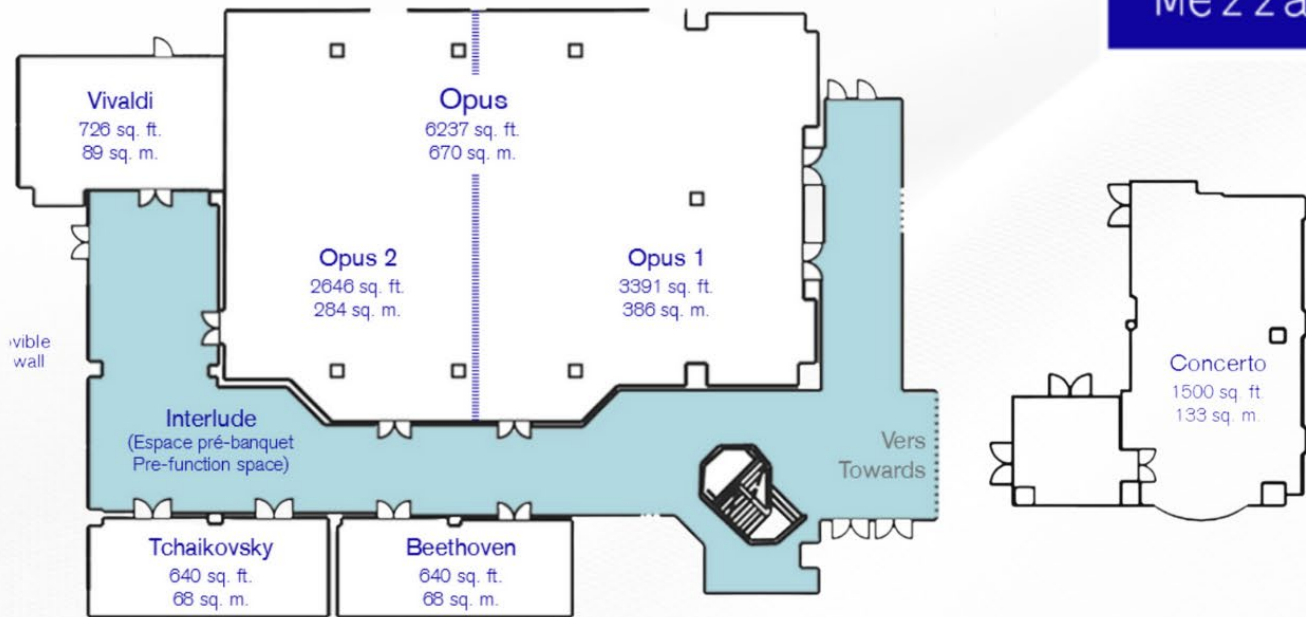 Mezza
Vivaldi
726 sq. ft.
89 sq. m.
Opus
6237 sq. ft.
670 sq. m.
Opus 2
2646 sq. ft.
284 sq. m.
Opus 1
3391 sq. ft.
386 sq. m.
vible
wall
Interlude
(Espace pré-banquet
Pre-function space)
Vers
Towards
Concerto
1500 sq. ft.
133 sq. m.
Tchaikovsky
640 sq. ft.
68 sq. m.
Beethoven
640 sq. ft.
68 sq. m.